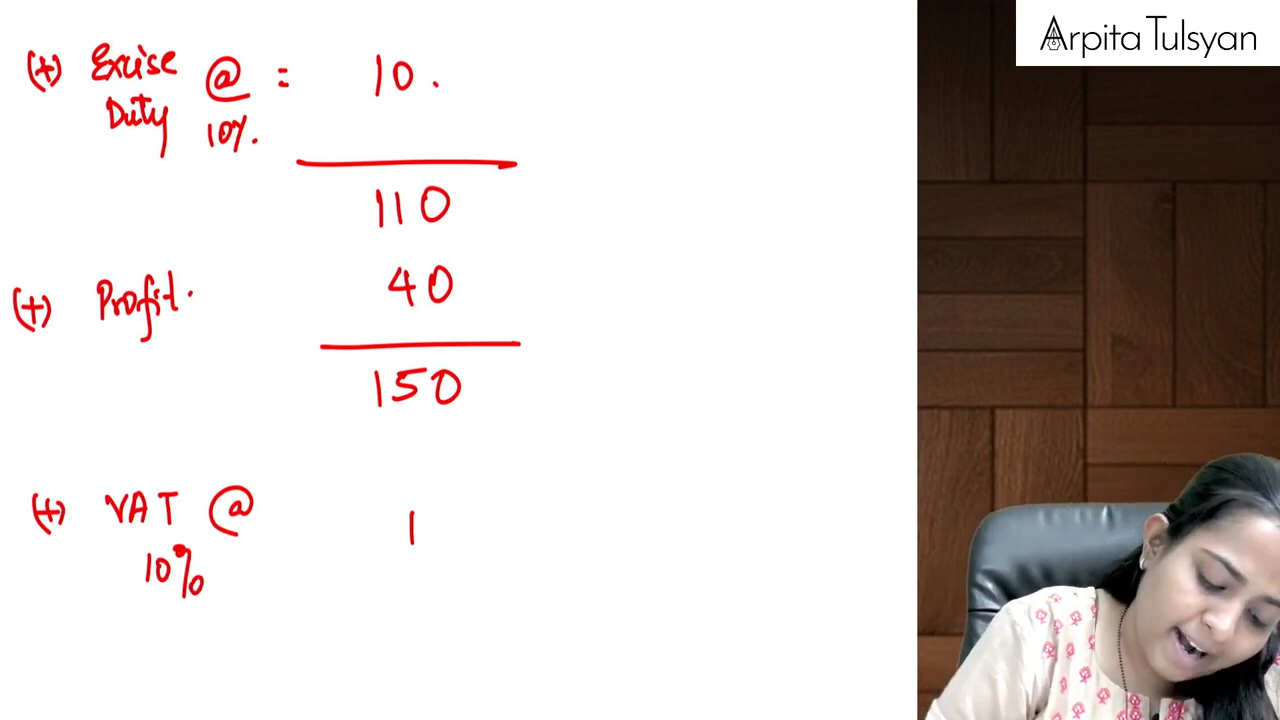 Arpita Tulsyan
(+) Excise @ = 10.
Duty 10%.
110
(+) Profit. 40
150
(+) VAT @ 1
10%